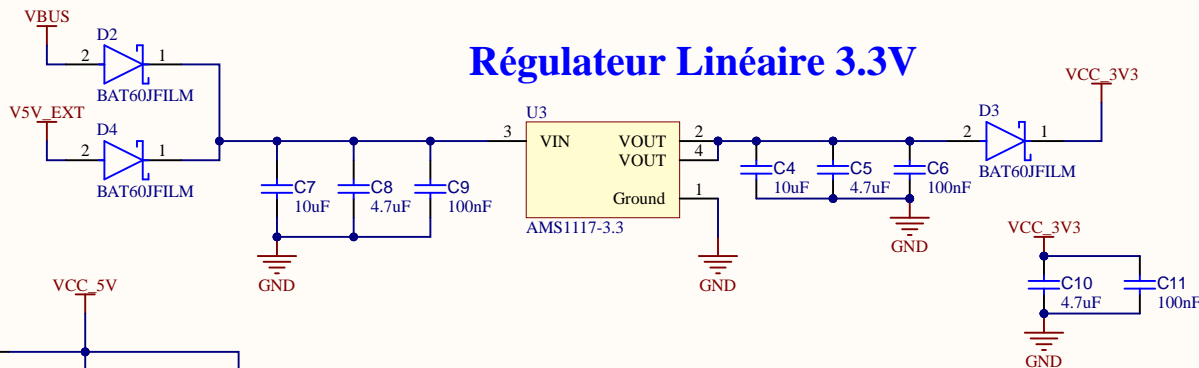 VBUS
D2
2
1
BAT60JFILM
Régulateur Linéaire 3.3V
VCC_3V3
V5V_EXT
D4
2
1
BAT60JFILM
U3
3
VIN
VOUT
2
VOUT
4
Ground
1
AMS1117-3.3
D3
2
1
BAT60JFILM
C7
10uF
C8
4.7uF
C9
100nF
C4
10uF
C5
4.7uF
C6
100nF
GND
GND
GND
VCC_3V3
C10
4.7uF
C11
100nF
GND
VCC_5V